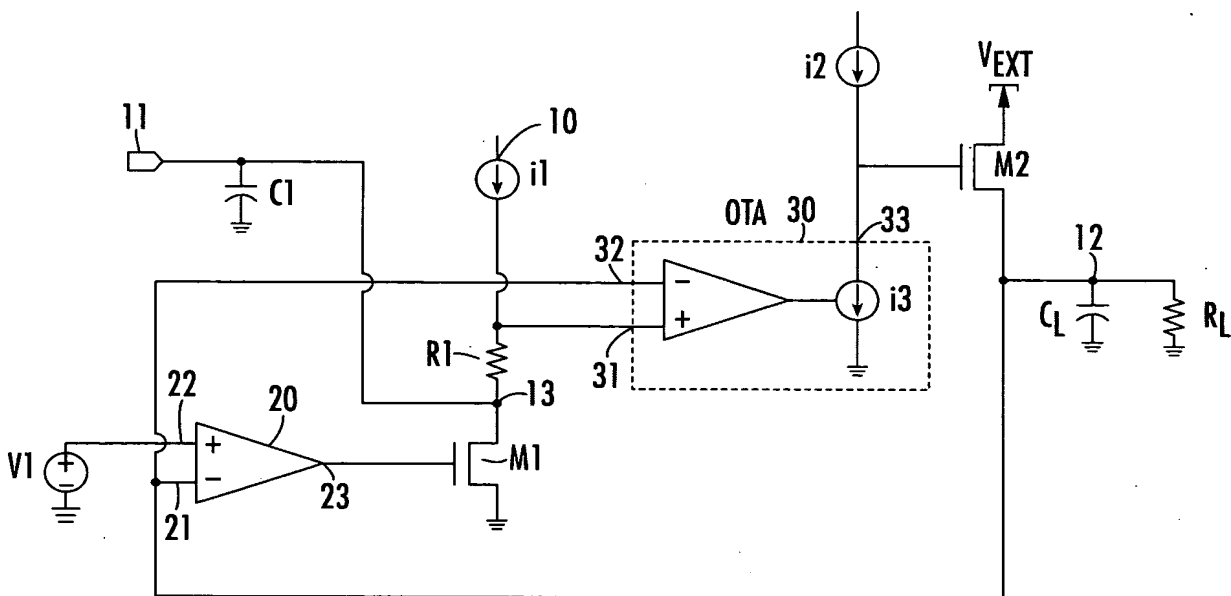 i2
V_EXT
11
10
M2
C1
i1
OTA 30
33
12
32
i3
C_L
R_L
-
+
R1
31
13
22
20
V1
+
-
+
-
M1
21
23